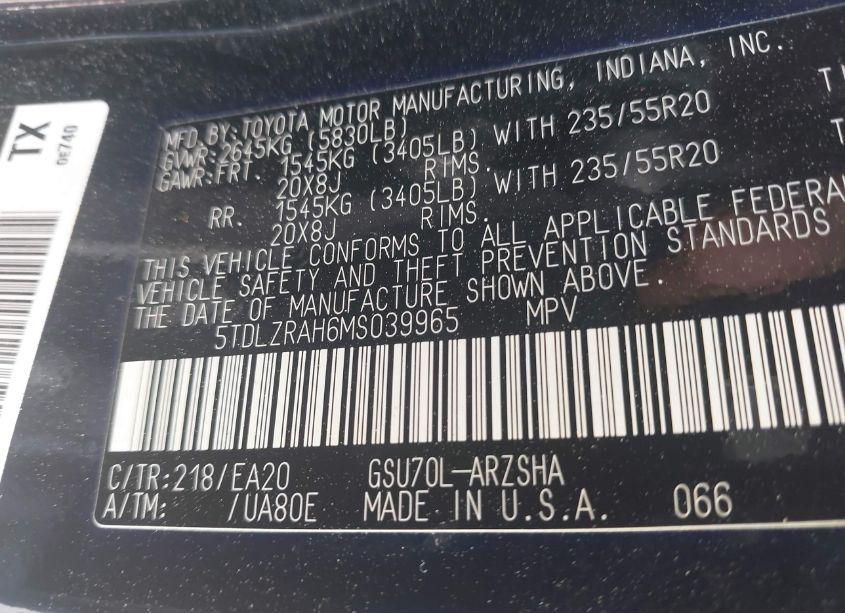 TX
DE740
MFD.BY:TOYOTA MOTOR MANUFACTURING, INDIANA, INC.
GVWR:2645KG (5830LB)
GAWR:FRT. 1545KG (3405LB) WITH 235/55R20
20X8J RIMS.
RR. 1545KG (3405LB) WITH 235/55R20
20X8J RIMS.
THIS VEHICLE CONFORMS TO ALL APPLICABLE FEDERA
VEHICLE SAFETY AND THEFT PREVENTION STANDARDS
THE DATE OF MANUFACTURE SHOWN ABOVE.
5TDLZRAH6MS039965 MPV
C/TR:218/EA20 GSU70L-ARZSHA
A/TM: /UA80E MADE IN U.S.A. 066